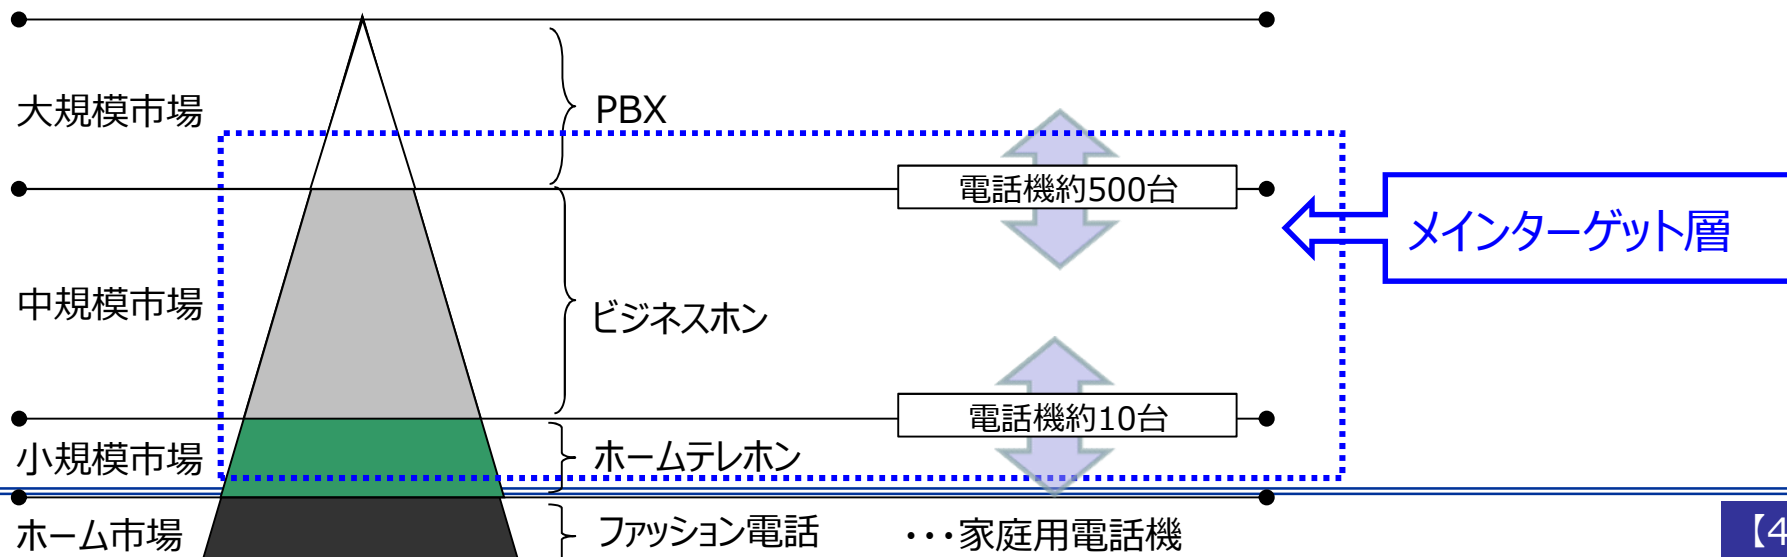 大規模市場
PBX
電話機約500台
メインターゲット層
中規模市場
ビジネスホン
電話機約10台
小規模市場
ホームテレホン
ホーム市場
ファッション電話
・・・家庭用電話機
【4